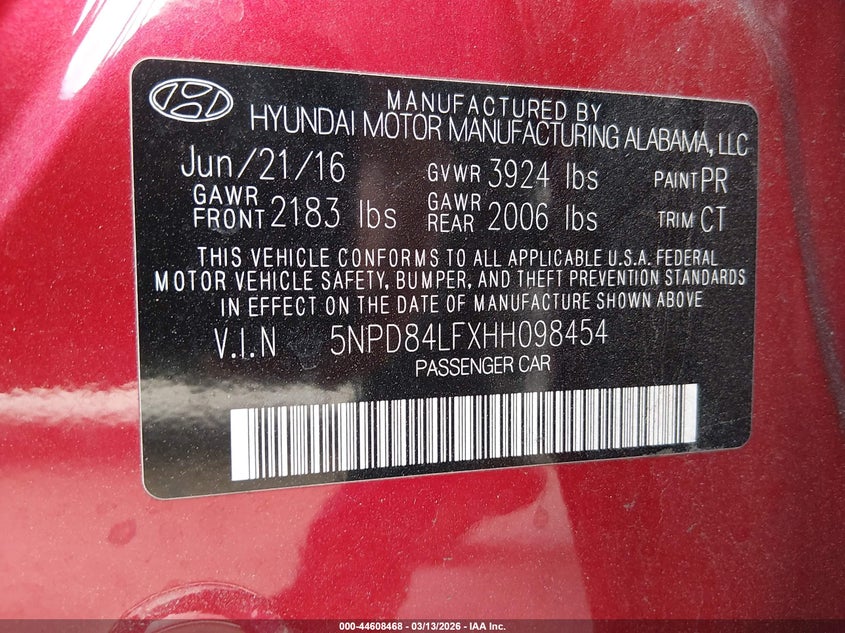 MANUFACTURED BY
HYUNDAI MOTOR MANUFACTURING ALABAMA, LLC
Jun/21/16 GVWR 3924 lbs PAINT PR
GAWR FRONT 2183 lbs GAWR REAR 2006 lbs TRIM CT
THIS VEHICLE CONFORMS TO ALL APPLICABLE U.S.A. FEDERAL
MOTOR VEHICLE SAFETY, BUMPER, AND THEFT PREVENTION STANDARDS
IN EFFECT ON THE DATE OF MANUFACTURE SHOWN ABOVE
V.I.N 5NPD84LFXHH098454
PASSENGER CAR
000-44608468 | 03/13/2026 | IAA Inc.